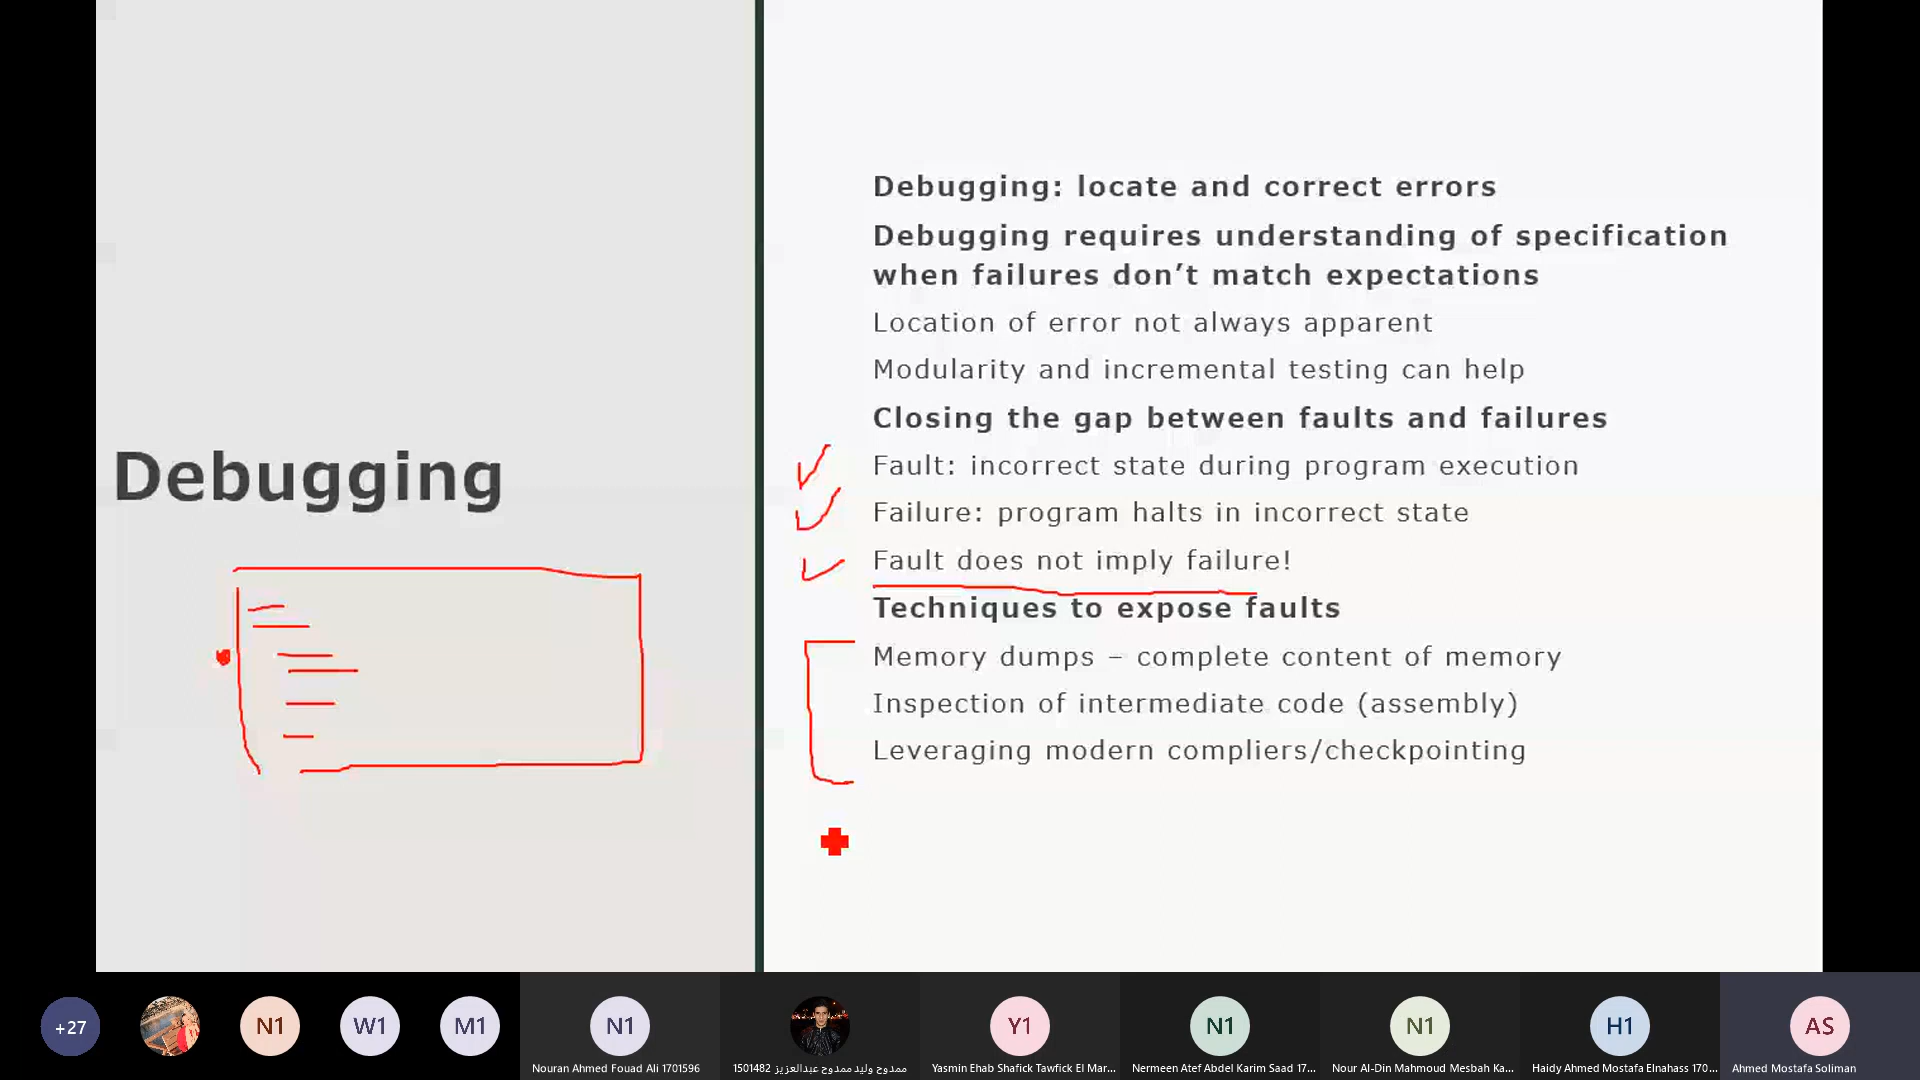 Debugging
Debugging: locate and correct errors
Debugging requires understanding of specification
when failures don’t match expectations
Location of error not always apparent
Modularity and incremental testing can help
Closing the gap between faults and failures
Fault: incorrect state during program execution
Failure: program halts in incorrect state
Fault does not imply failure!
Techniques to expose faults
Memory dumps – complete content of memory
Inspection of intermediate code (assembly)
Leveraging modern compliers/checkpointing
+27
N1
W1
M1
N1
Y1
N1
N1
H1
AS
Nouran Ahmed Fouad Ali 1701596
ممدوح وليد ممدوح عبدالعزيز 1501482
Yasmin Ehab Shafick Tawfick El Mar...
Nermeen Atef Abdel Karim Saad 17...
Nour Al-Din Mahmoud Mesbah Ka...
Haidy Ahmed Mostafa Elnahass 170...
Ahmed Mostafa Soliman